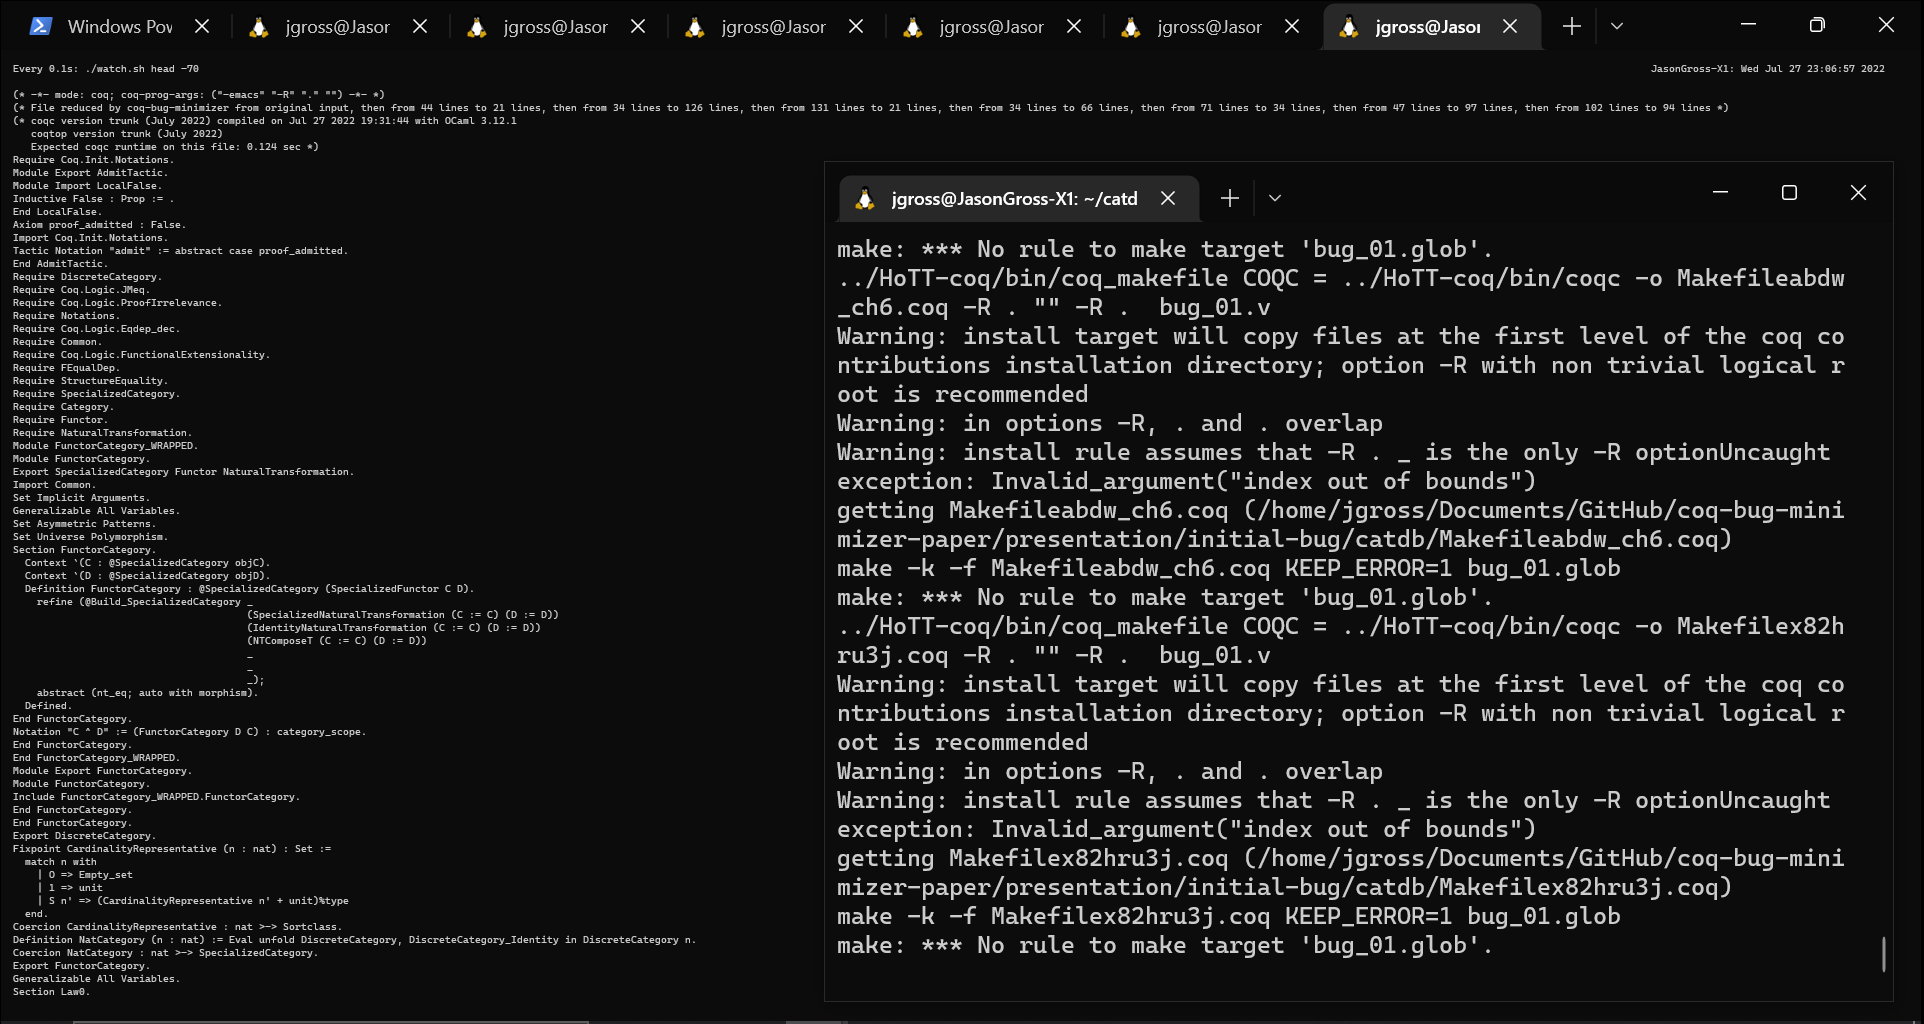 Windows Pow
jgross@Jasor
jgross@Jasor
jgross@Jasor
jgross@Jasor
jgross@Jasor
jgross@Jasor
Every 0.1s: ./watch.sh head -70
JasonGross-X1: Wed Jul 27 23:06:57 2022
(* -*- mode: coq; coq-prog-args: ("-emacs" "-R" "." "") -*- *)
(* File reduced by coq-bug-minimizer from original input, then from 44 lines to 21 lines, then from 34 lines to 126 lines, then from 131 lines to 21 lines, then from 34 lines to 66 lines, then from 71 lines to 34 lines, then from 47 lines to 97 lines, then from 102 lines to 94 lines *)
(* coqc version trunk (July 2022) compiled on Jul 27 2022 19:31:44 with OCaml 3.12.1
   coqtop version trunk (July 2022)
   Expected coqc runtime on this file: 0.124 sec *)
Require Coq.Init.Notations.
Module Export AdmitTactic.
Module Import LocalFalse.
Inductive False : Prop := .
End LocalFalse.
Axiom proof_admitted : False.
Import Coq.Init.Notations.
Tactic Notation "admit" := abstract case proof_admitted.
End AdmitTactic.
Require DiscreteCategory.
Require Coq.Logic.JMeq.
Require Coq.Logic.ProofIrrelevance.
Require Notations.
Require Coq.Logic.Eqdep_dec.
Require Common.
Require Coq.Logic.FunctionalExtensionality.
Require FEqualDep.
Require StructureEquality.
Require SpecializedCategory.
Require Category.
Require Functor.
Require NaturalTransformation.
Module FunctorCategory_WRAPPED.
Module FunctorCategory.
Export SpecializedCategory Functor NaturalTransformation.
Import Common.
Set Implicit Arguments.
Generalizable All Variables.
Set Asymmetric Patterns.
Set Universe Polymorphism.
Section FunctorCategory.
  Context `(C : @SpecializedCategory objC).
  Context `(D : @SpecializedCategory objD).
  Definition FunctorCategory : @SpecializedCategory (SpecializedFunctor C D).
    refine (@Build_SpecializedCategory _
                                       (SpecializedNaturalTransformation (C := C) (D := D))
                                       (IdentityNaturalTransformation (C := C) (D := D))
                                       (NTComposeT (C := C) (D := D))
                                       _
                                       _
                                       _);
    abstract (nt_eq; auto with morphism).
  Defined.
End FunctorCategory.
Notation "C ^ D" := (FunctorCategory D C) : category_scope.
End FunctorCategory.
End FunctorCategory_WRAPPED.
Module Export FunctorCategory.
Module FunctorCategory.
Include FunctorCategory_WRAPPED.FunctorCategory.
End FunctorCategory.
End FunctorCategory.
Export DiscreteCategory.
Fixpoint CardinalityRepresentative (n : nat) : Set :=
  match n with
    | O => Empty_set
    | 1 => unit
    | S n' => (CardinalityRepresentative n' + unit)%type
  end.
Coercion CardinalityRepresentative : nat >-> Sortclass.
Definition NatCategory (n : nat) := Eval unfold DiscreteCategory, DiscreteCategory_Identity in DiscreteCategory n.
Coercion NatCategory : nat >-> SpecializedCategory.
Export FunctorCategory.
Generalizable All Variables.
Section Law0.
jgross@JasonGross-X1: ~/catd
make: *** No rule to make target 'bug_01.glob'.
../HoTT-coq/bin/coq_makefile COQC = ../HoTT-coq/bin/coqc -o Makefileabdw
_ch6.coq -R . "" -R .  bug_01.v
Warning: install target will copy files at the first level of the coq co
ntributions installation directory; option -R with non trivial logical r
oot is recommended
Warning: in options -R, . and . overlap
Warning: install rule assumes that -R . _ is the only -R optionUncaught
exception: Invalid_argument("index out of bounds")
getting Makefileabdw_ch6.coq (/home/jgross/Documents/GitHub/coq-bug-mini
mizer-paper/presentation/initial-bug/catdb/Makefileabdw_ch6.coq)
make -k -f Makefileabdw_ch6.coq KEEP_ERROR=1 bug_01.glob
make: *** No rule to make target 'bug_01.glob'.
../HoTT-coq/bin/coq_makefile COQC = ../HoTT-coq/bin/coqc -o Makefilex82h
ru3j.coq -R . "" -R .  bug_01.v
Warning: install target will copy files at the first level of the coq co
ntributions installation directory; option -R with non trivial logical r
oot is recommended
Warning: in options -R, . and . overlap
Warning: install rule assumes that -R . _ is the only -R optionUncaught
exception: Invalid_argument("index out of bounds")
getting Makefilex82hru3j.coq (/home/jgross/Documents/GitHub/coq-bug-mini
mizer-paper/presentation/initial-bug/catdb/Makefilex82hru3j.coq)
make -k -f Makefilex82hru3j.coq KEEP_ERROR=1 bug_01.glob
make: *** No rule to make target 'bug_01.glob'.